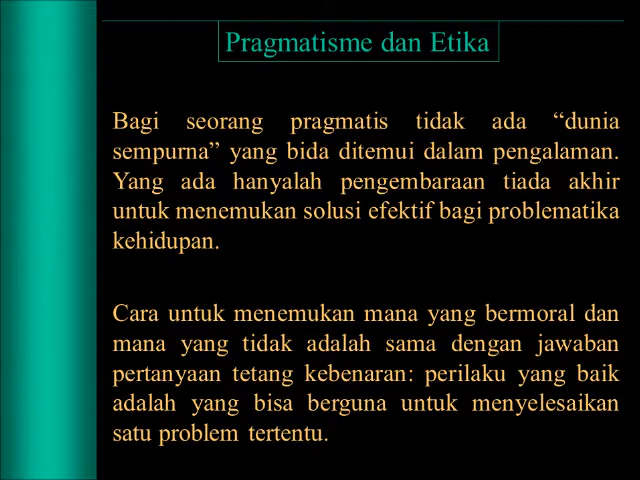 Pragmatisme dan Etika
Bagi seorang pragmatis tidak ada “dunia
sempurna” yang bida ditemui dalam pengalaman.
Yang ada hanyalah pengembaraan tiada akhir
untuk menemukan solusi efektif bagi problematika
kehidupan.
Cara untuk menemukan mana yang bermoral dan
mana yang tidak adalah sama dengan jawaban
pertanyaan tetang kebenaran: perilaku yang baik
adalah yang bisa berguna untuk menyelesaikan
satu problem tertentu.